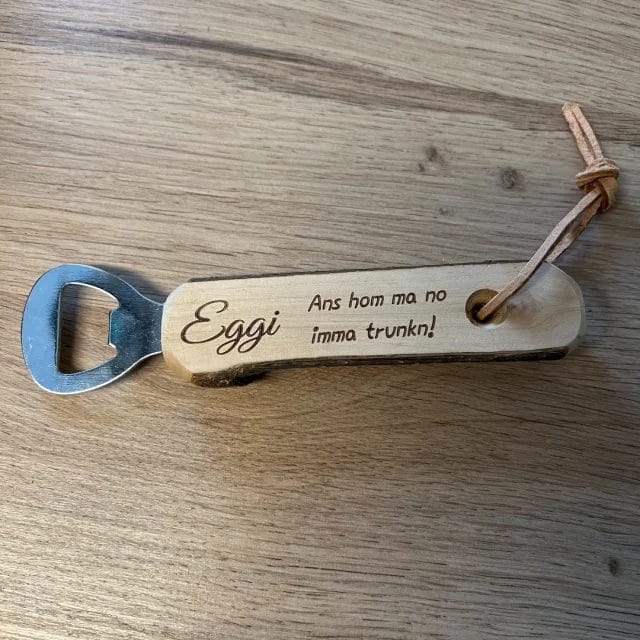 Eggi
Ans hom ma no
imma trunkn!